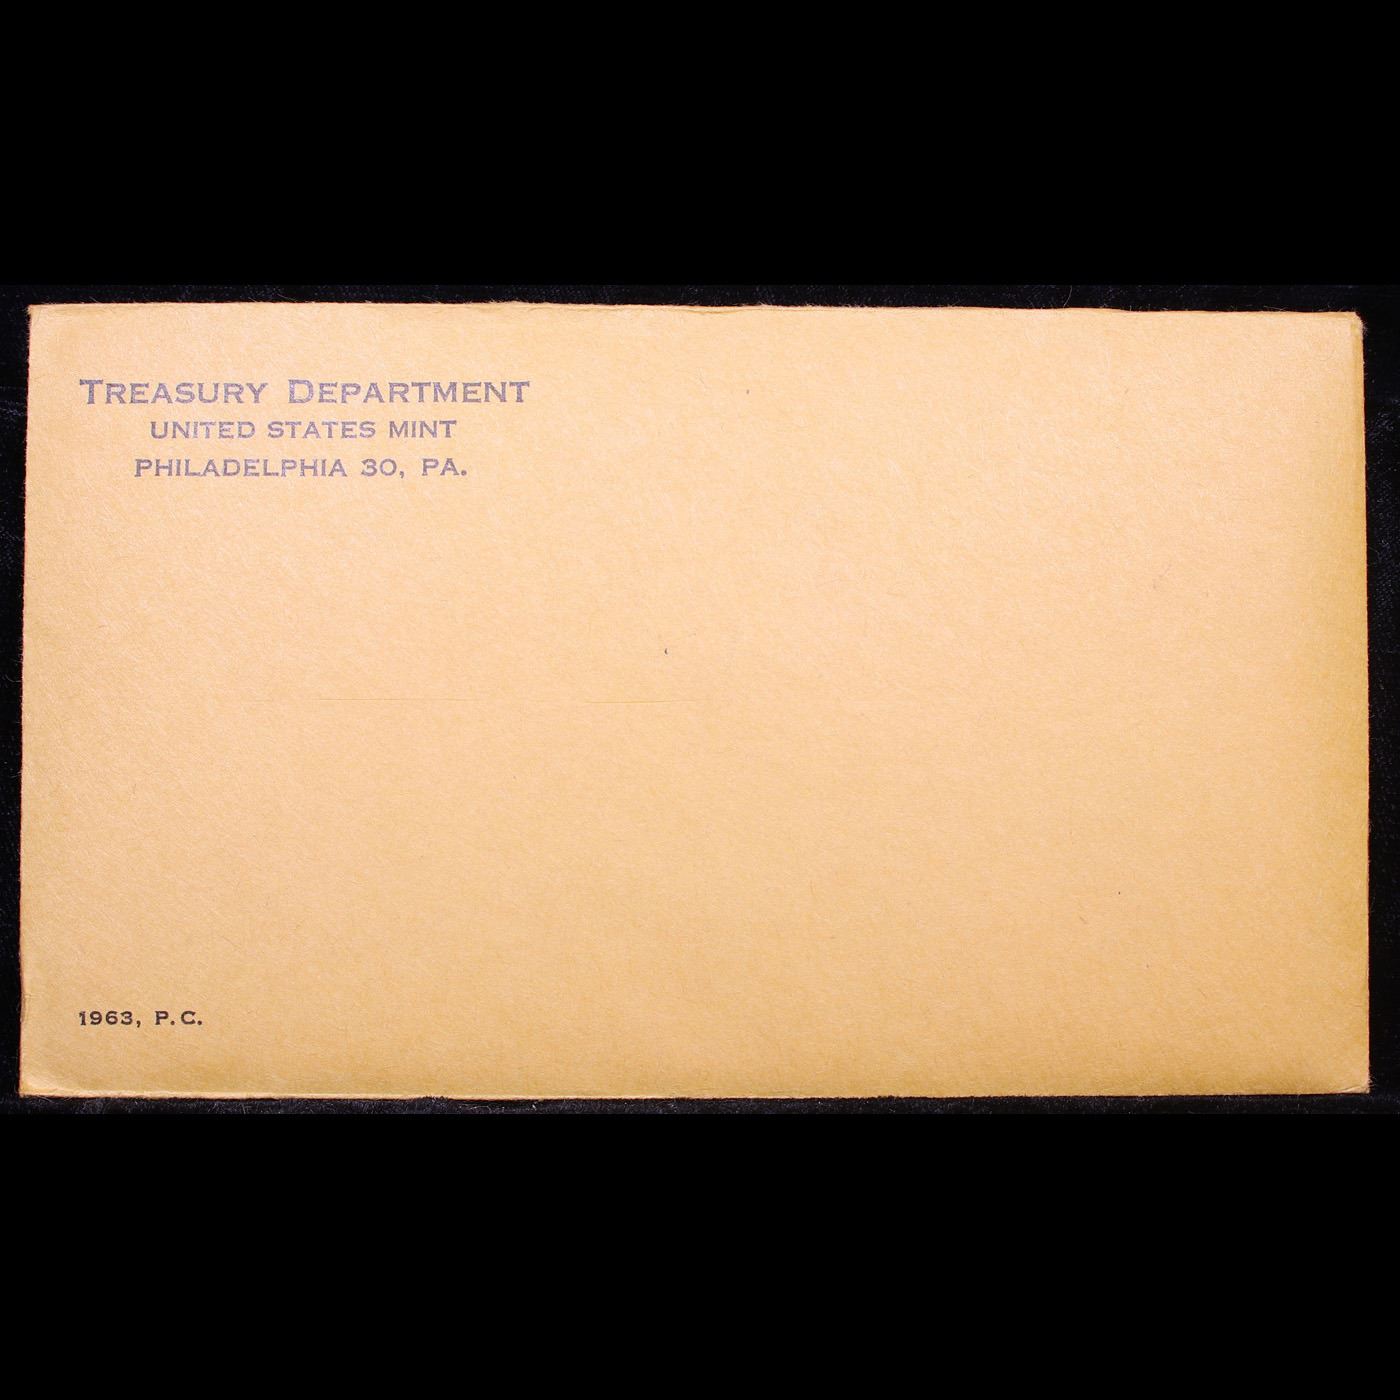 TREASURY DEPARTMENT
UNITED STATES MINT
PHILADELPHIA 30, PA.
1963, P.C.